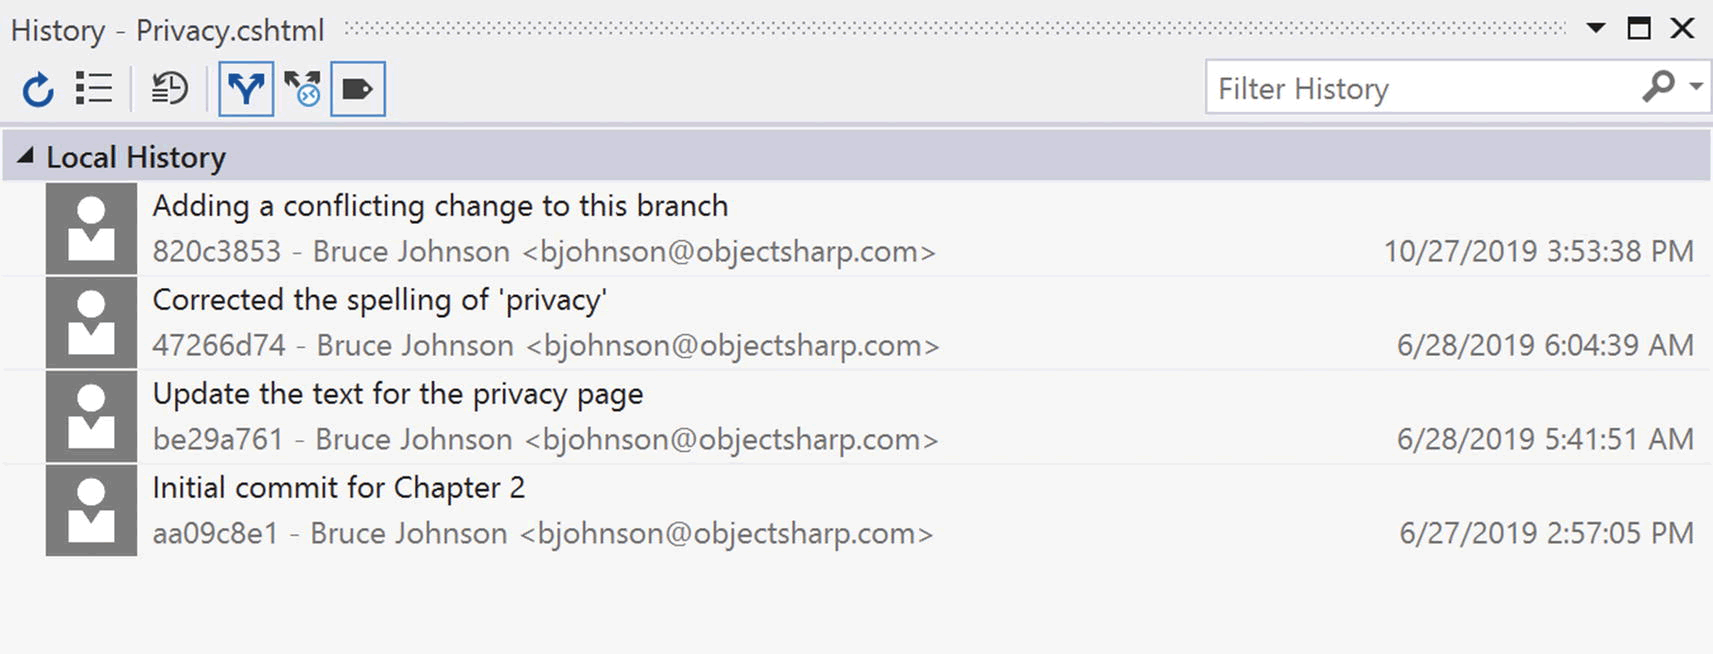 History - Privacy.cshtml
Filter History
Local History
Adding a conflicting change to this branch
820c3853 - Bruce Johnson <bjohnson@objectsharp.com> 10/27/2019 3:53:38 PM
Corrected the spelling of 'privacy'
47266d74 - Bruce Johnson <bjohnson@objectsharp.com> 6/28/2019 6:04:39 AM
Update the text for the privacy page
be29a761 - Bruce Johnson <bjohnson@objectsharp.com> 6/28/2019 5:41:51 AM
Initial commit for Chapter 2
aa09c8e1 - Bruce Johnson <bjohnson@objectsharp.com> 6/27/2019 2:57:05 PM